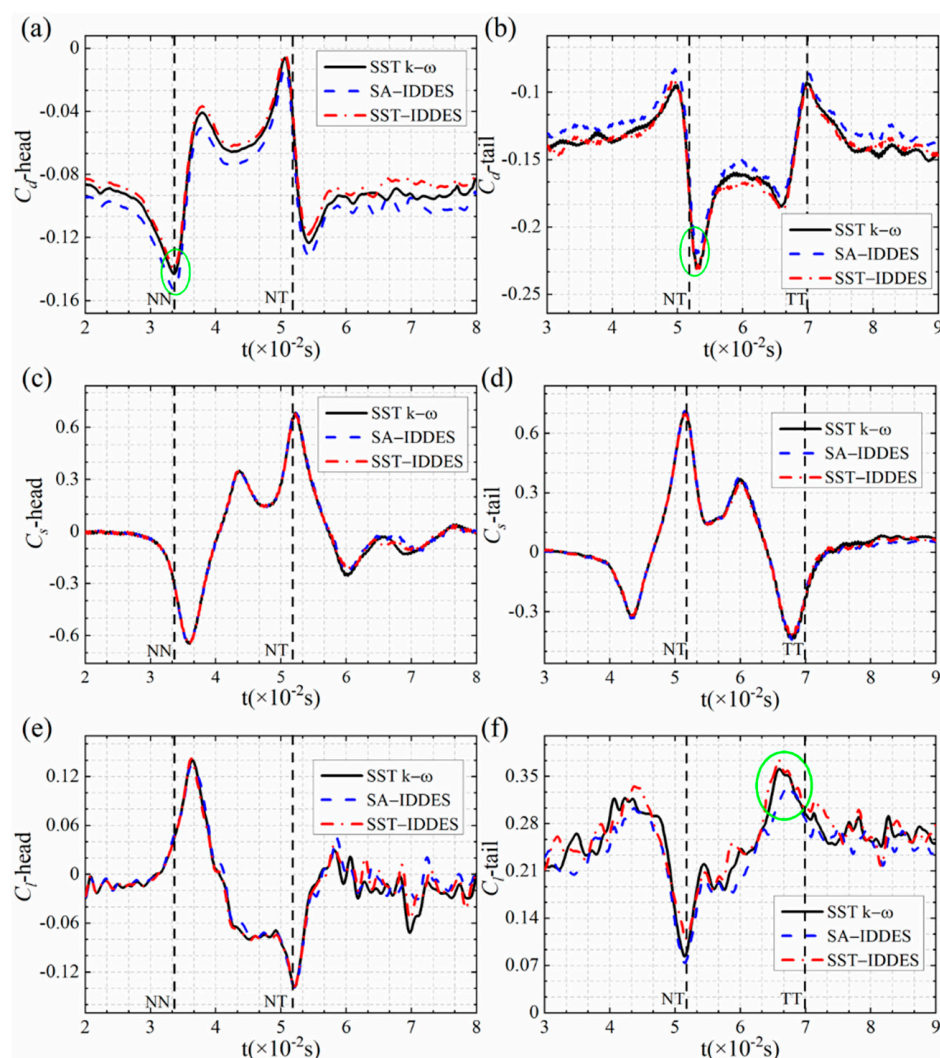 (a)
0
-0.04
-0.08
-0.12
-0.16
C_d-head
SST k–ω
SA–IDDES
SST–IDDES
NN
NT
2 3 4 5 6 7 8
t(×10⁻²s)
(b)
-0.1
-0.15
-0.2
-0.25
C_d-tail
SST k–ω
SA–IDDES
SST–IDDES
NT
TT
3 4 5 6 7 8 9
t(×10⁻²s)
(c)
0.6
0.3
0
-0.3
-0.6
C_s-head
SST k–ω
SA–IDDES
SST–IDDES
NN
NT
2 3 4 5 6 7 8
t(×10⁻²s)
(d)
0.6
0.3
0
-0.3
C_s-tail
SST k–ω
SA–IDDES
SST–IDDES
NT
TT
3 4 5 6 7 8 9
t(×10⁻²s)
(e)
0.12
0.06
0
-0.06
-0.12
C_l-head
SST k–ω
SA–IDDES
SST–IDDES
NN
NT
2 3 4 5 6 7 8
t(×10⁻²s)
(f)
0.35
0.28
0.21
0.14
0.07
0
C_l-tail
SST k–ω
SA–IDDES
SST–IDDES
NT
TT
3 4 5 6 7 8 9
t(×10⁻²s)